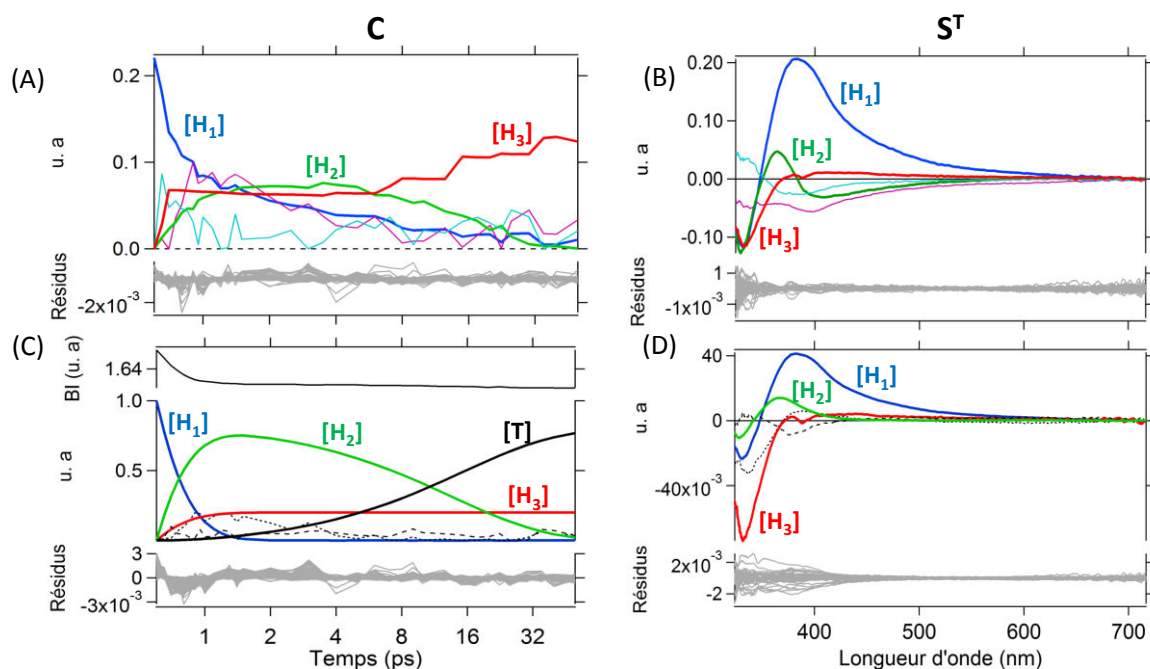 C
S^T
(A)
0.2
0.1
0.0
u. a
[H₁]
[H₂]
[H₃]
Résidus
-2x10⁻³
(B)
0.20
0.10
0.00
-0.10
u. a
[H₁]
[H₂]
[H₃]
Résidus
1
-1x10⁻³
(C)
BI (u. a)
1.64
1.0
0.5
u. a
[H₁]
[H₂]
[T]
[H₃]
Résidus
3
0
-3x10⁻³
1 2 4 8 16 32
Temps (ps)
(D)
40
0
-40x10⁻³
u. a
[H₁]
[H₂]
[H₃]
Résidus
2x10⁻³
-2
400 500 600 700
Longueur d'onde (nm)